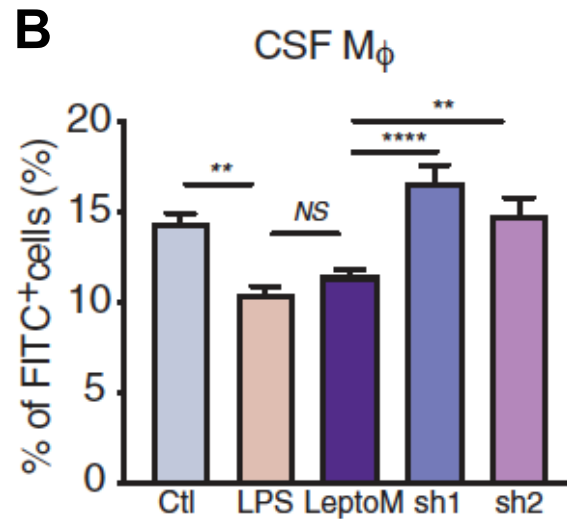 B
CSF Mϕ
% of FITC+cells (%)
20
15
10
5
0
**
NS
****
**
Ctl LPS LeptoM sh1 sh2